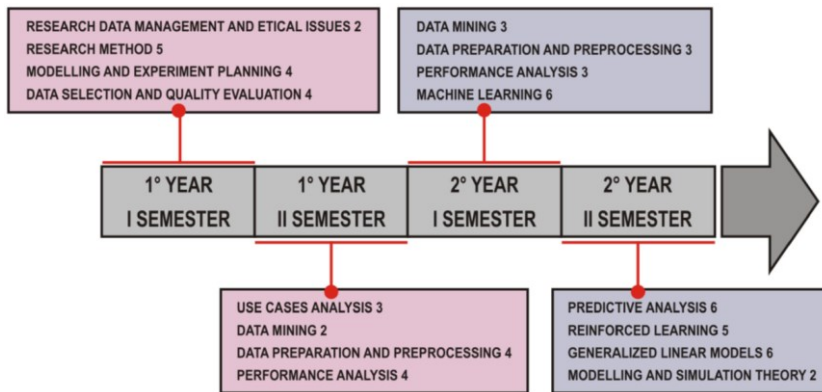 RESEARCH DATA MANAGEMENT AND ETICAL ISSUES 2
RESEARCH METHOD 5
MODELLING AND EXPERIMENT PLANNING 4
DATA SELECTION AND QUALITY EVALUATION 4
DATA MINING 3
DATA PREPARATION AND PREPROCESSING 3
PERFORMANCE ANALYSIS 3
MACHINE LEARNING 6
1° YEAR
I SEMESTER
1° YEAR
II SEMESTER
2° YEAR
I SEMESTER
2° YEAR
II SEMESTER
USE CASES ANALYSIS 3
DATA MINING 2
DATA PREPARATION AND PREPROCESSING 4
PERFORMANCE ANALYSIS 4
PREDICTIVE ANALYSIS 6
REINFORCED LEARNING 5
GENERALIZED LINEAR MODELS 6
MODELLING AND SIMULATION THEORY 2